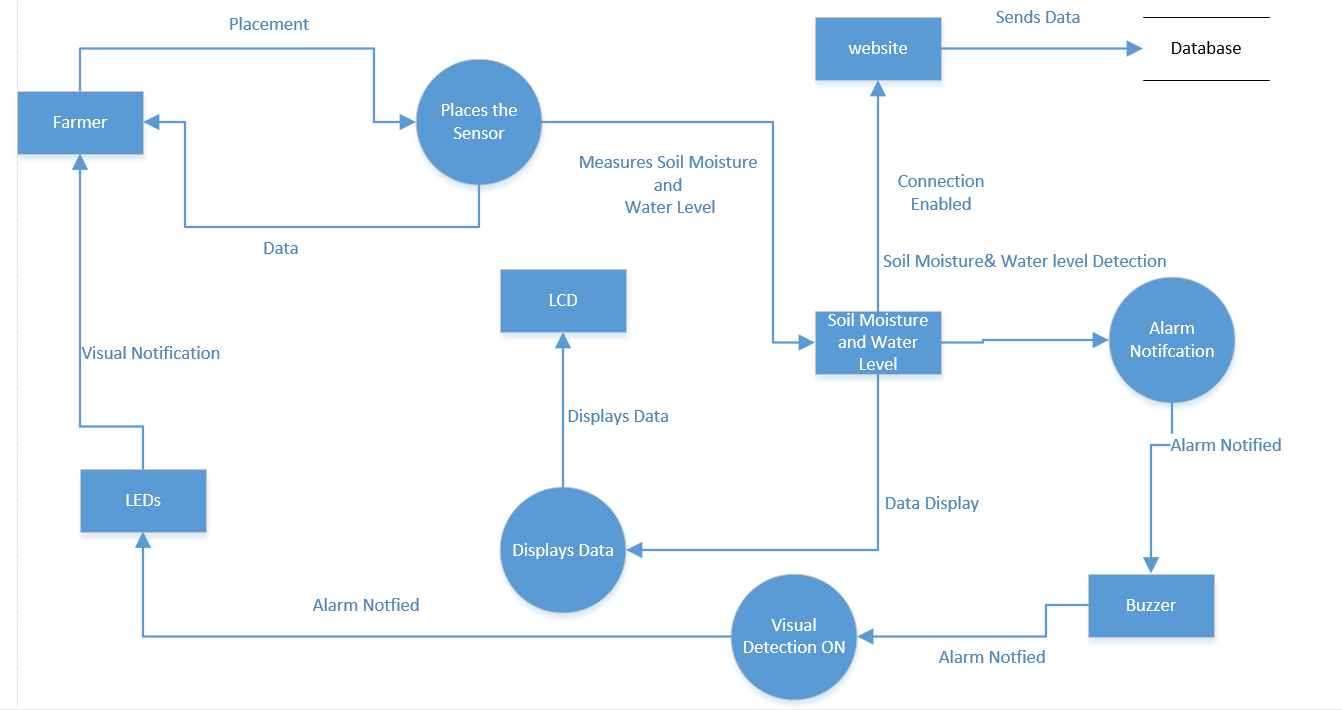 Placement
Sends Data
website
Database
Places the
Sensor
Farmer
Measures Soil Moisture
and
Water Level
Connection
Enabled
Data
Soil Moisture& Water level Detection
LCD
Soil Moisture
and Water
Level
Alarm
Notifcation
Visual Notification
Displays Data
Alarm Notified
LEDs
Data Display
Displays Data
Alarm Notfied
Buzzer
Visual
Detection ON
Alarm Notfied